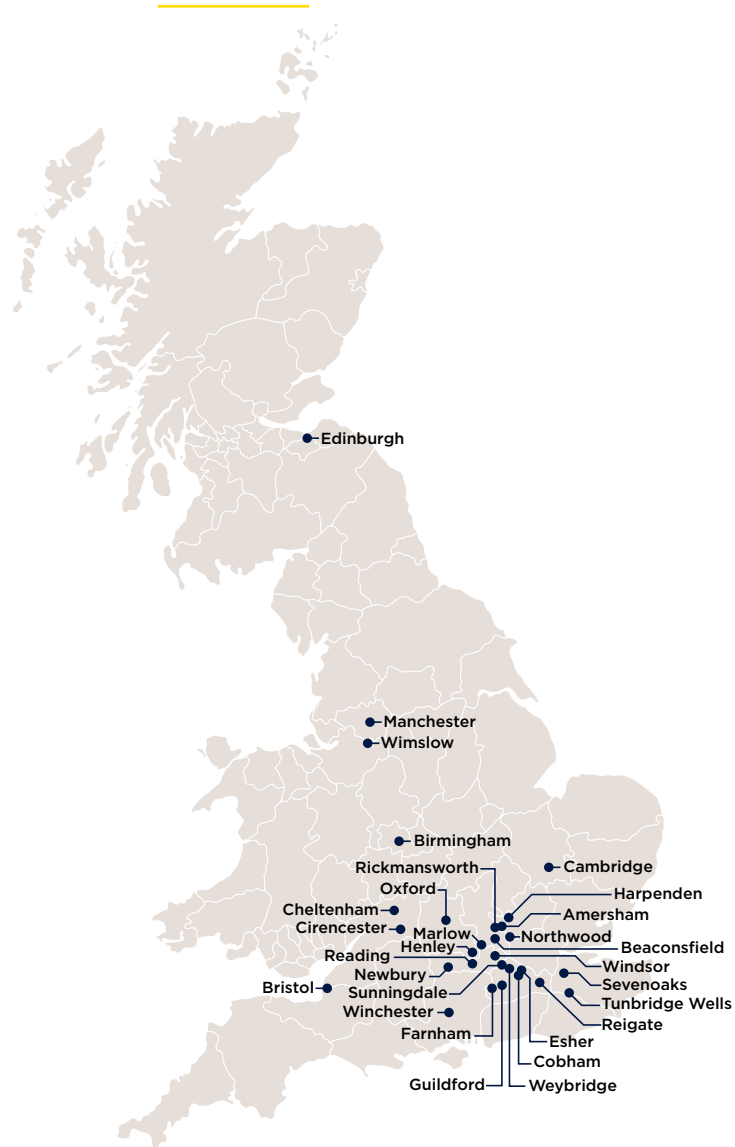 Edinburgh
Manchester
Wimslow
Birmingham
Rickmansworth
Cambridge
Oxford
Harpenden
Cheltenham
Amersham
Cirencester
Marlow
Northwood
Henley
Beaconsfield
Reading
Windsor
Newbury
Sevenoaks
Bristol
Sunningdale
Tunbridge Wells
Winchester
Reigate
Farnham
Esher
Cobham
Guildford
Weybridge